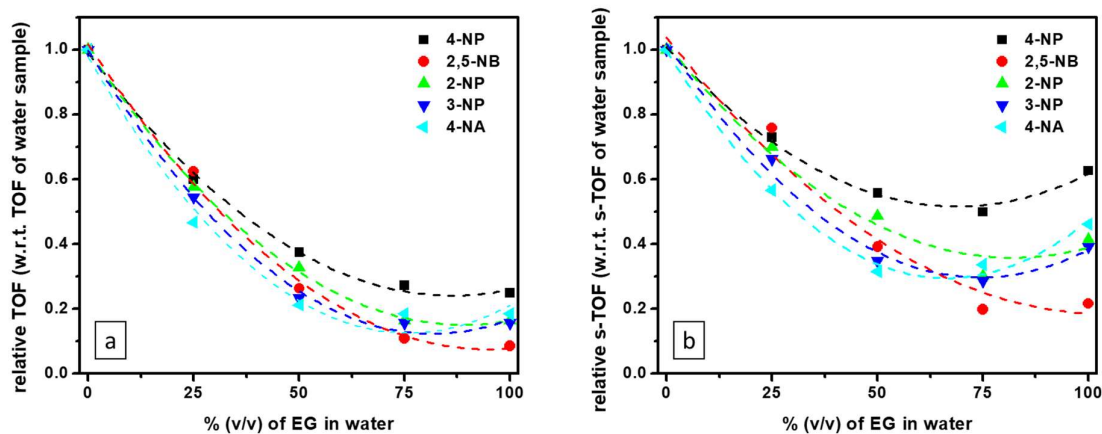 relative TOF (w.r.t. TOF of water sample)
1.0
0.8
0.6
0.4
0.2
0.0
4-NP
2,5-NB
2-NP
3-NP
4-NA
a
0
25
50
75
100
% (v/v) of EG in water
relative s-TOF (w.r.t. s-TOF of water sample)
1.0
0.8
0.6
0.4
0.2
0.0
4-NP
2,5-NB
2-NP
3-NP
4-NA
b
0
25
50
75
100
% (v/v) of EG in water